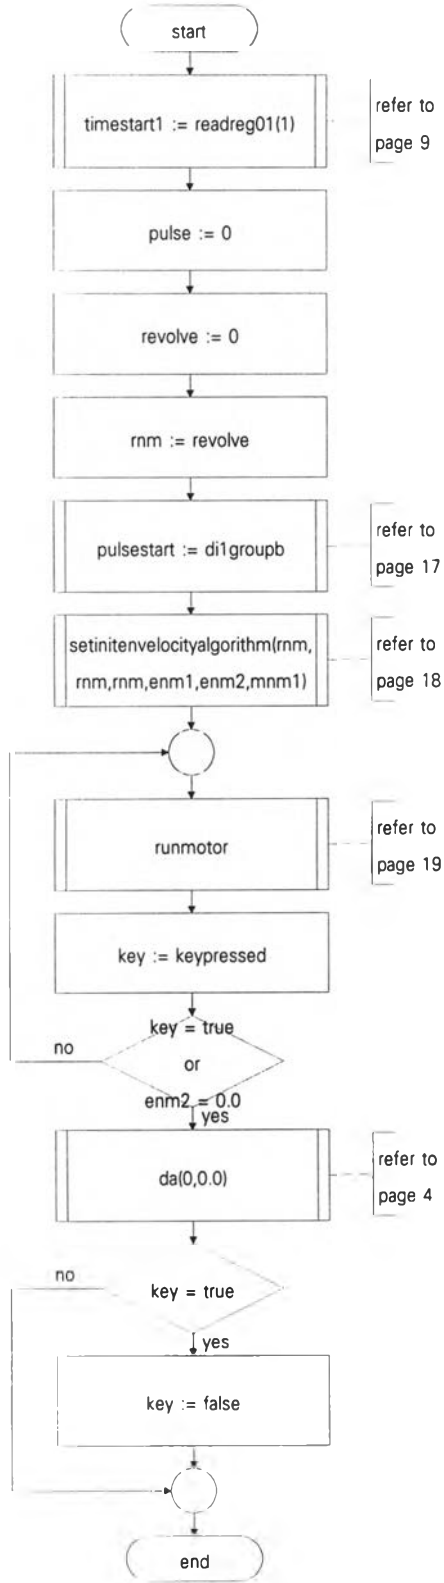 start
timestart1 := readreg01(1)
refer to
page 9
pulse := 0
revolve := 0
rnm := revolve
pulsestart := di1groupb
refer to
page 17
setinitenvelocityalgorithm(rnm,
rnm,rnm,enm1,enm2,mnm1)
refer to
page 18
runmotor
refer to
page 19
key := keypressed
key = true
no
or
enm2 = 0.0
yes
da(0,0.0)
refer to
page 4
no
key = true
yes
key := false
end